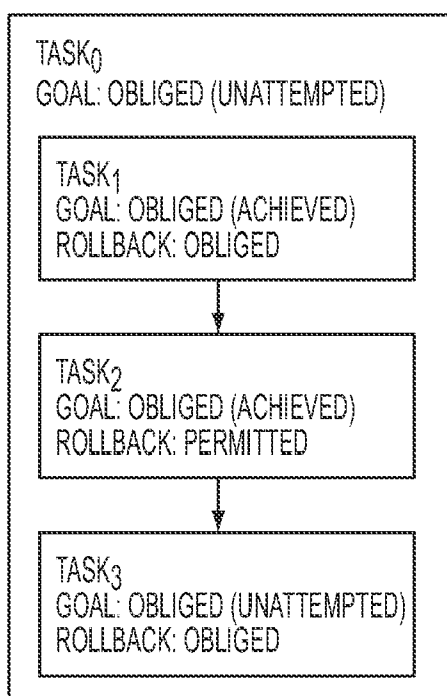 TASK0
GOAL: OBLIGED (UNATTEMPTED)
TASK1
GOAL: OBLIGED (ACHIEVED)
ROLLBACK: OBLIGED
TASK2
GOAL: OBLIGED (ACHIEVED)
ROLLBACK: PERMITTED
TASK3
GOAL: OBLIGED (UNATTEMPTED)
ROLLBACK: OBLIGED